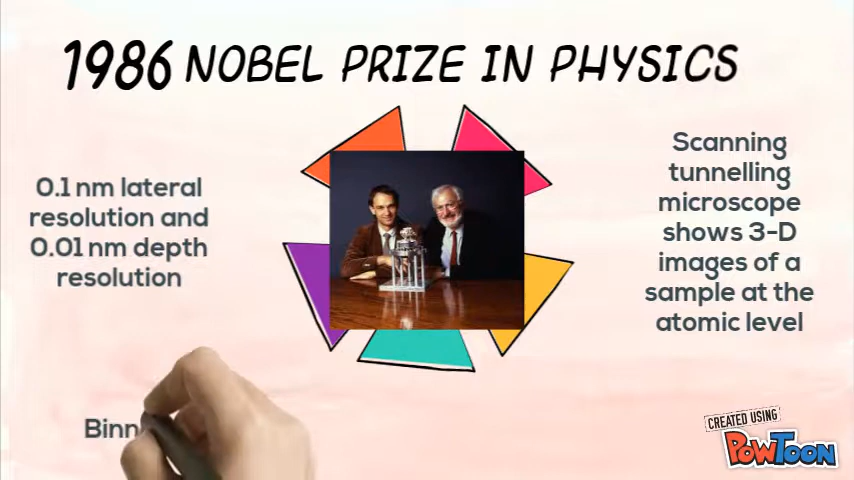 1986 NOBEL PRIZE IN PHYSICS
0.1 nm lateral
resolution and
0.01 nm depth
resolution
Scanning
tunnelling
microscope
shows 3-D
images of a
sample at the
atomic level
Binn
CREATED USING
POWTOON